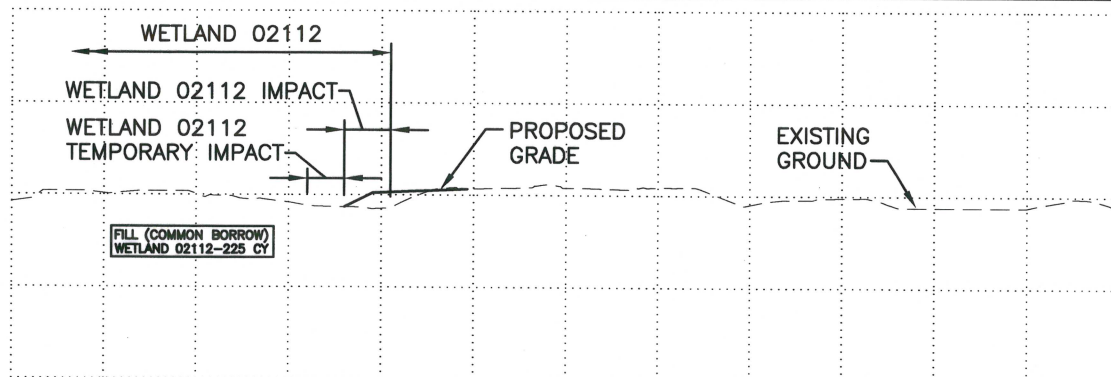 WETLAND 02112
WETLAND 02112 IMPACT
WETLAND 02112
TEMPORARY IMPACT
PROPOSED
GRADE
EXISTING
GROUND
FILL (COMMON BORROW)
WETLAND 02112-225 CY